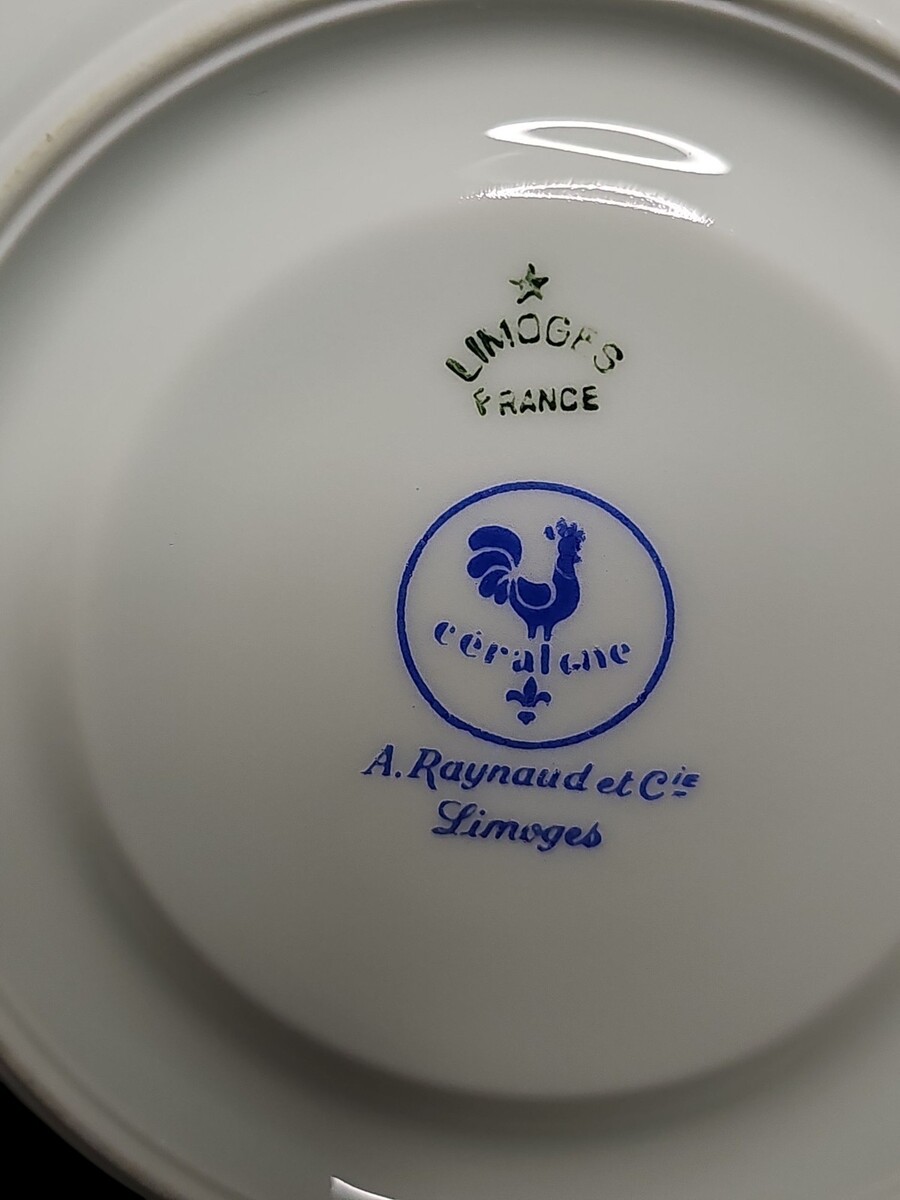 LIMOGES
FRANCE
céralene
A. Raynaud et Cie
Limoges